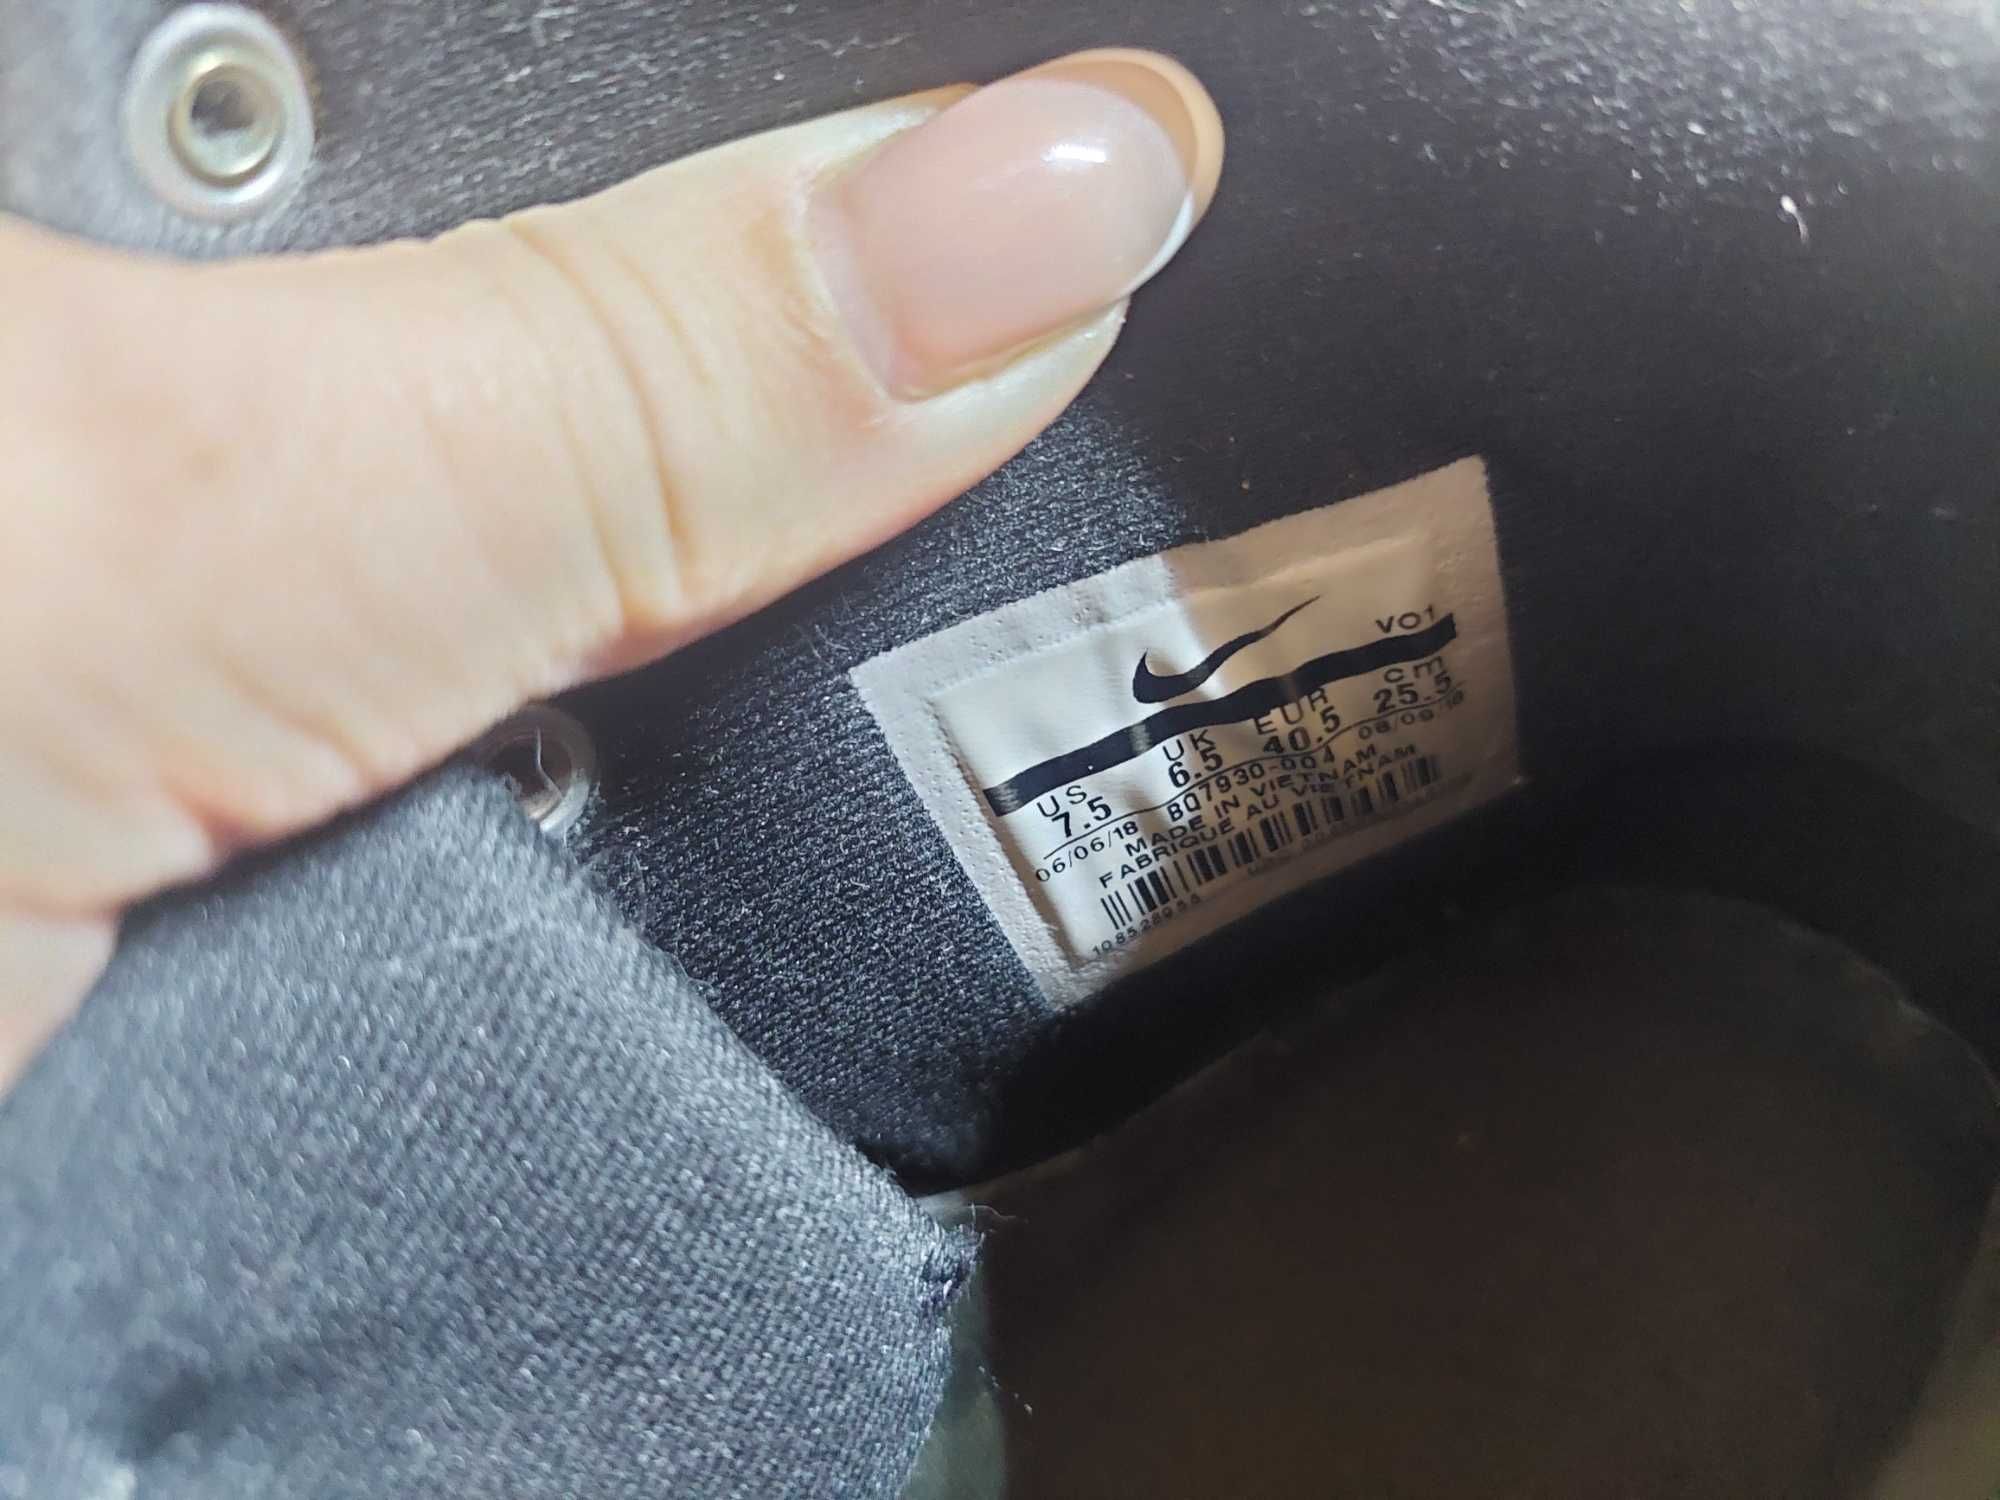 VO1
US UK EUR cm
7.5 6.5 40.5 25.5
06/06/18 BQ7930-004 08/09/18
MADE IN VIETNAM
FABRIQUE AU VIETNAM